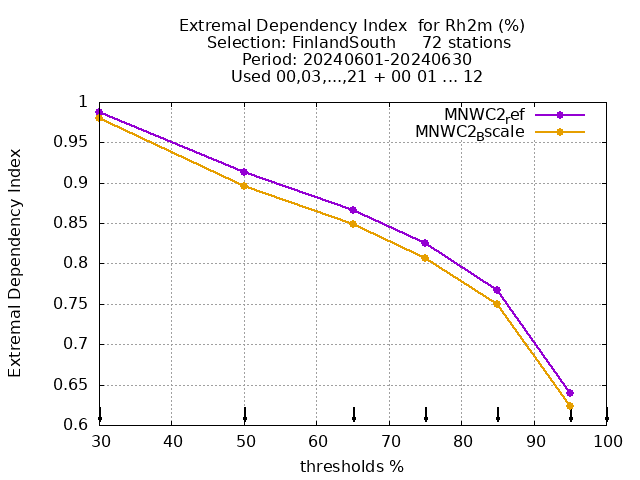 Extremal Dependency Index  for Rh2m (%)
Selection: FinlandSouth     72 stations
Period: 20240601-20240630
Used 00,03,...,21 + 00 01 ... 12
MNWC2ref
MNWC2Bscale
Extremal Dependency Index
1
0.95
0.9
0.85
0.8
0.75
0.7
0.65
0.6
30 40 50 60 70 80 90 100
thresholds %